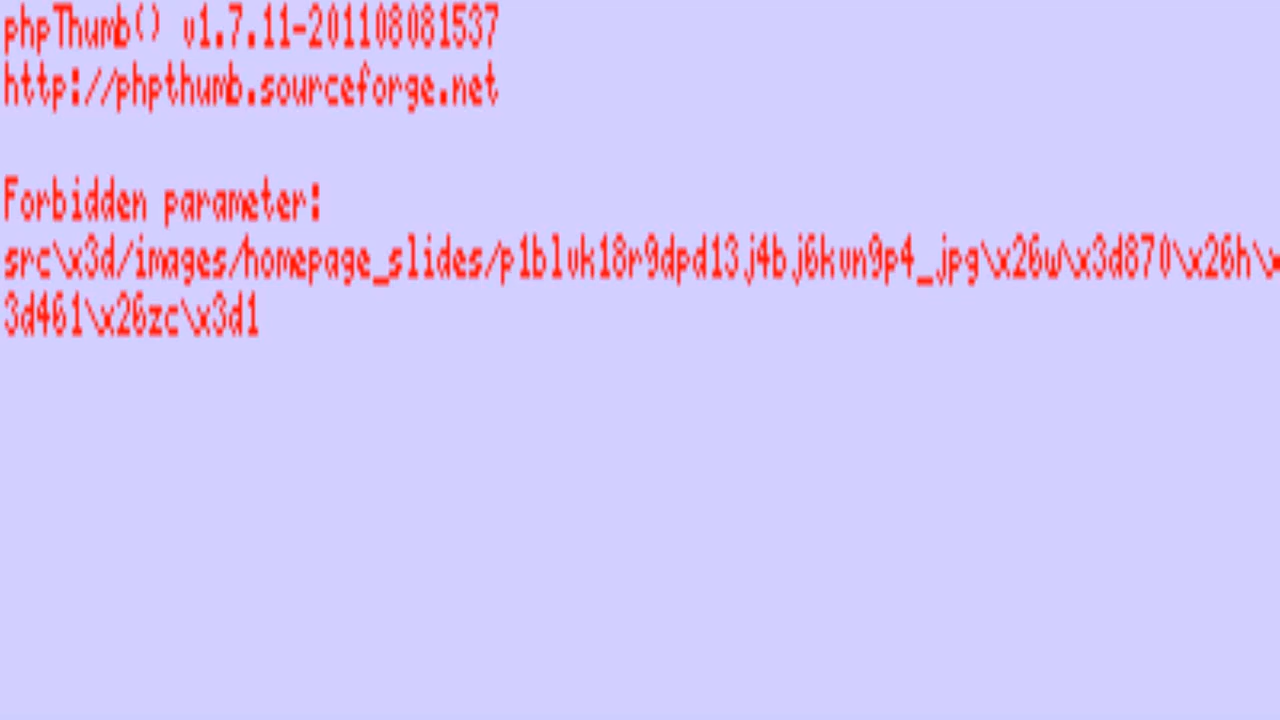 phpThumb() v1.7.11-201108081537
http://phpthumb.sourceforge.net
Forbidden parameter:
src\x3d/images/homepage_slides/p1bluk18r9dpd13j4bj6kvn9p4_jpg\x26w\x3d870\x26h\x
3d461\x26zc\x3d1